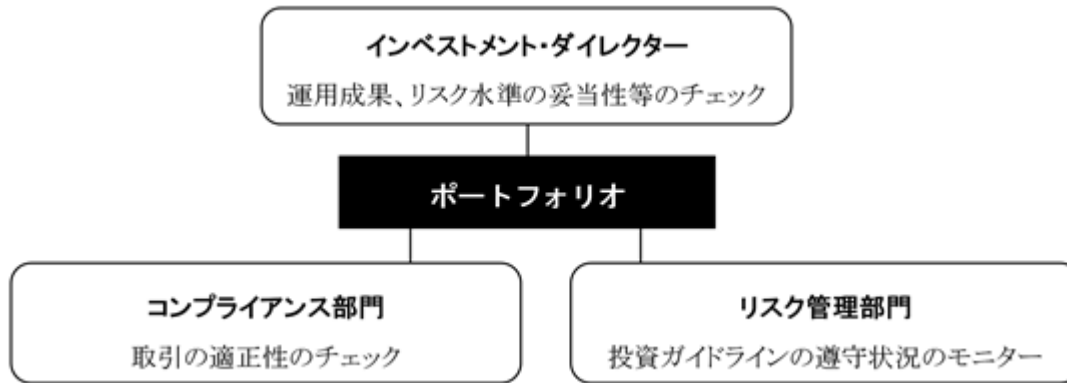 インベストメント・ダイレクター
運用成果、リスク水準の妥当性等のチェック
ポートフォリオ
コンプライアンス部門
取引の適正性のチェック
リスク管理部門
投資ガイドラインの遵守状況のモニター